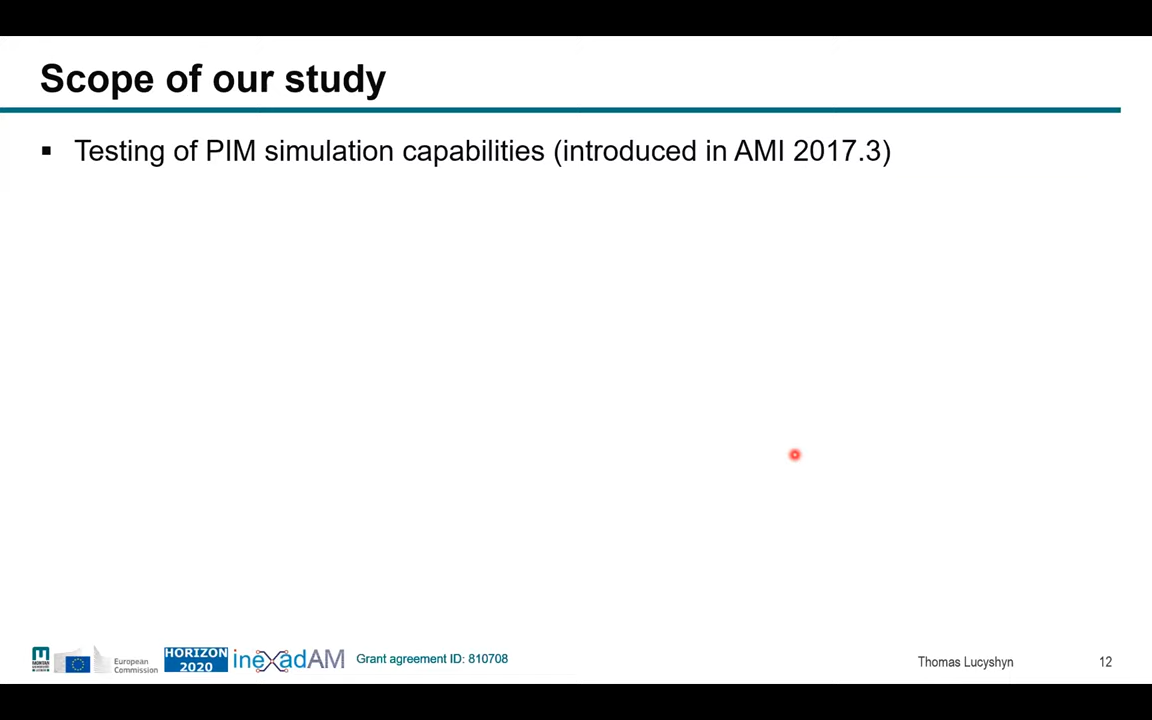 Scope of our study
▪ Testing of PIM simulation capabilities (introduced in AMI 2017.3)
European
Commission
HORIZON
2020
inexadAM
Grant agreement ID: 810708
Thomas Lucyshyn
12